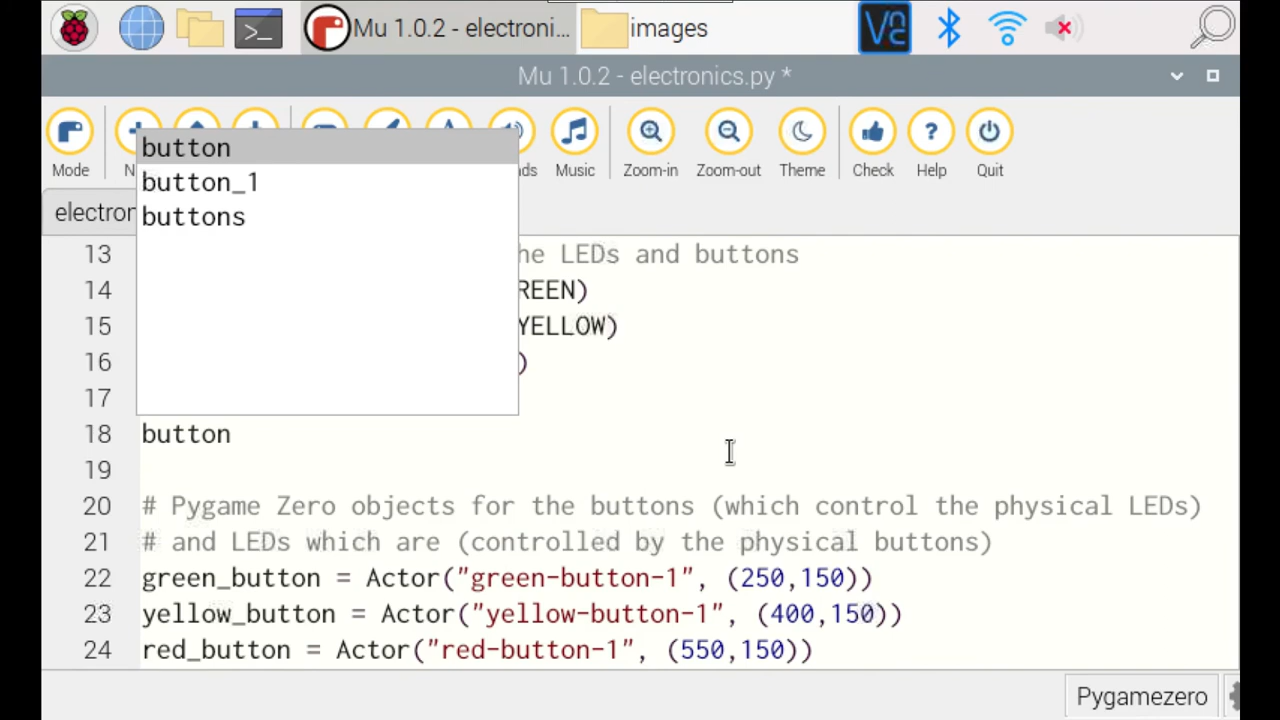 Mu 1.0.2 - electroni...
images
Mu 1.0.2 - electronics.py *
Mode
Music
Zoom-in
Zoom-out
Theme
Check
Help
Quit
button
button_1
buttons
13 he LEDs and buttons
14 REEN)
15 YELLOW)
16 )
17
18 button
19
20 # Pygame Zero objects for the buttons (which control the physical LEDs)
21 # and LEDs which are (controlled by the physical buttons)
22 green_button = Actor("green-button-1", (250,150))
23 yellow_button = Actor("yellow-button-1", (400,150))
24 red_button = Actor("red-button-1", (550,150))
Pygamezero